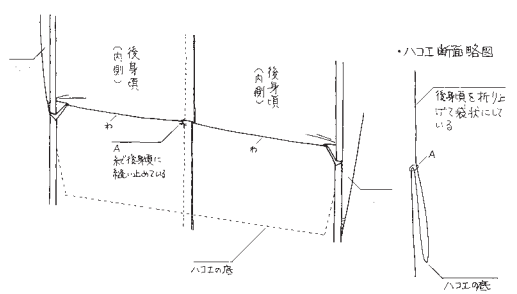 後身頃
(内側)
後身頃
(内側)
わ
わ
A
糸で後身頃に
縫い止めている
ハコエの底
・ハコエ断面略図
後身頃を折り上
げて袋状にして
いる
A
ハコエの底